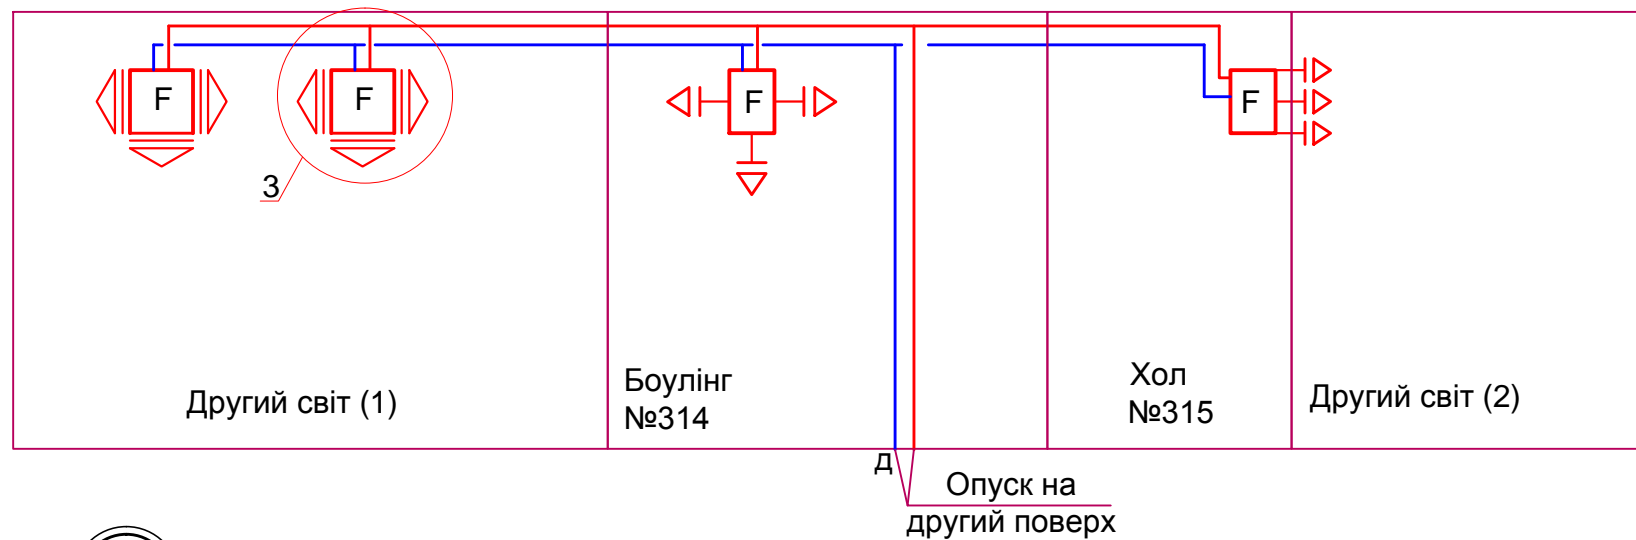 F
F
F
F
3
Другий світ (1)
Боулінг
№314
Хол
№315
Другий світ (2)
д
Опуск на
другий поверх